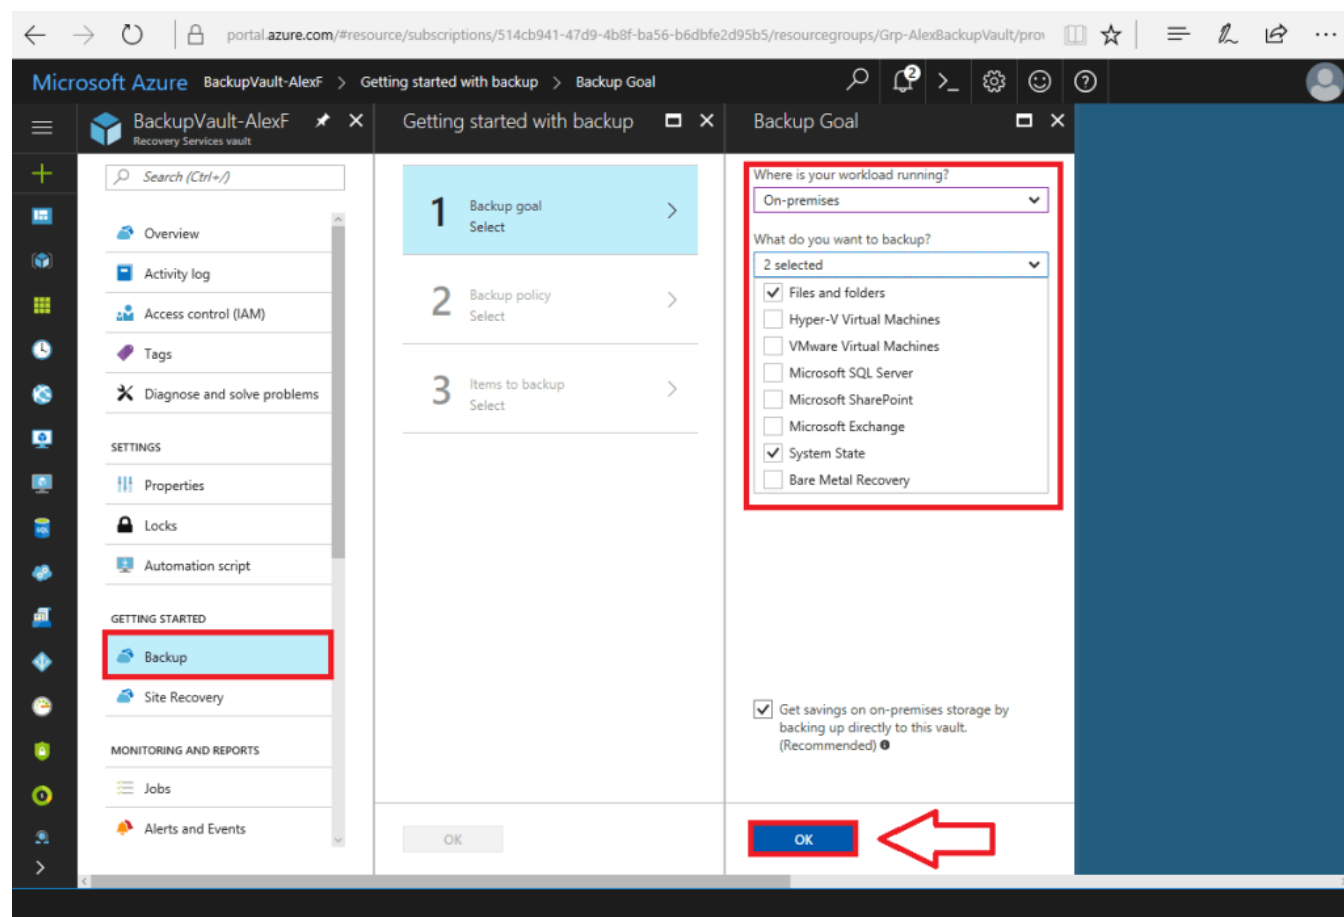 portal.azure.com/#resource/subscriptions/514cb941-47d9-4b8f-ba56-b6dbfe2d95b5/resourcegroups/Grp-AlexBackupVault/prov
Microsoft Azure BackupVault-AlexF > Getting started with backup > Backup Goal
2
BackupVault-AlexF
Recovery Services vault
Search (Ctrl+/)
Overview
Activity log
Access control (IAM)
Tags
Diagnose and solve problems
SETTINGS
Properties
Locks
Automation script
GETTING STARTED
Backup
Site Recovery
MONITORING AND REPORTS
Jobs
Alerts and Events
Getting started with backup
1 Backup goal
Select
2 Backup policy
Select
3 Items to backup
Select
OK
Backup Goal
Where is your workload running?
On-premises
What do you want to backup?
2 selected
Files and folders
Hyper-V Virtual Machines
VMware Virtual Machines
Microsoft SQL Server
Microsoft SharePoint
Microsoft Exchange
System State
Bare Metal Recovery
Get savings on on-premises storage by
backing up directly to this vault.
(Recommended)
OK